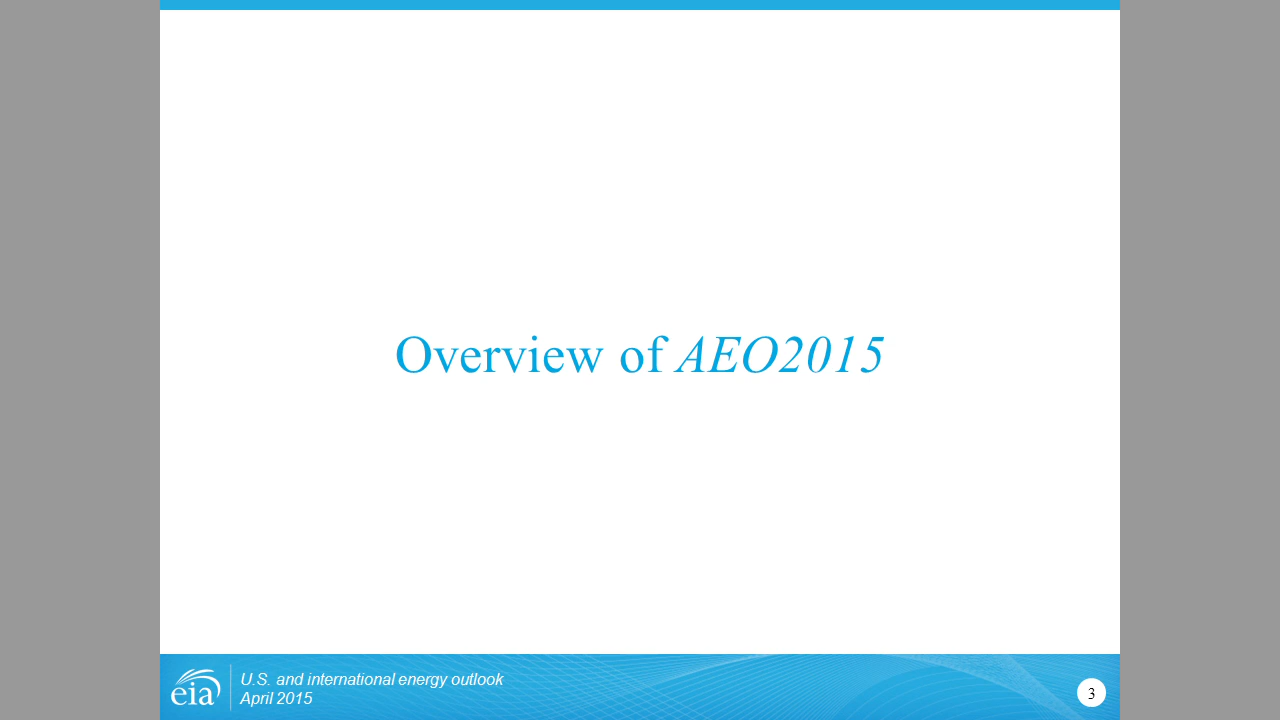 Overview of AEO2015
eia
U.S. and international energy outlook
April 2015
3